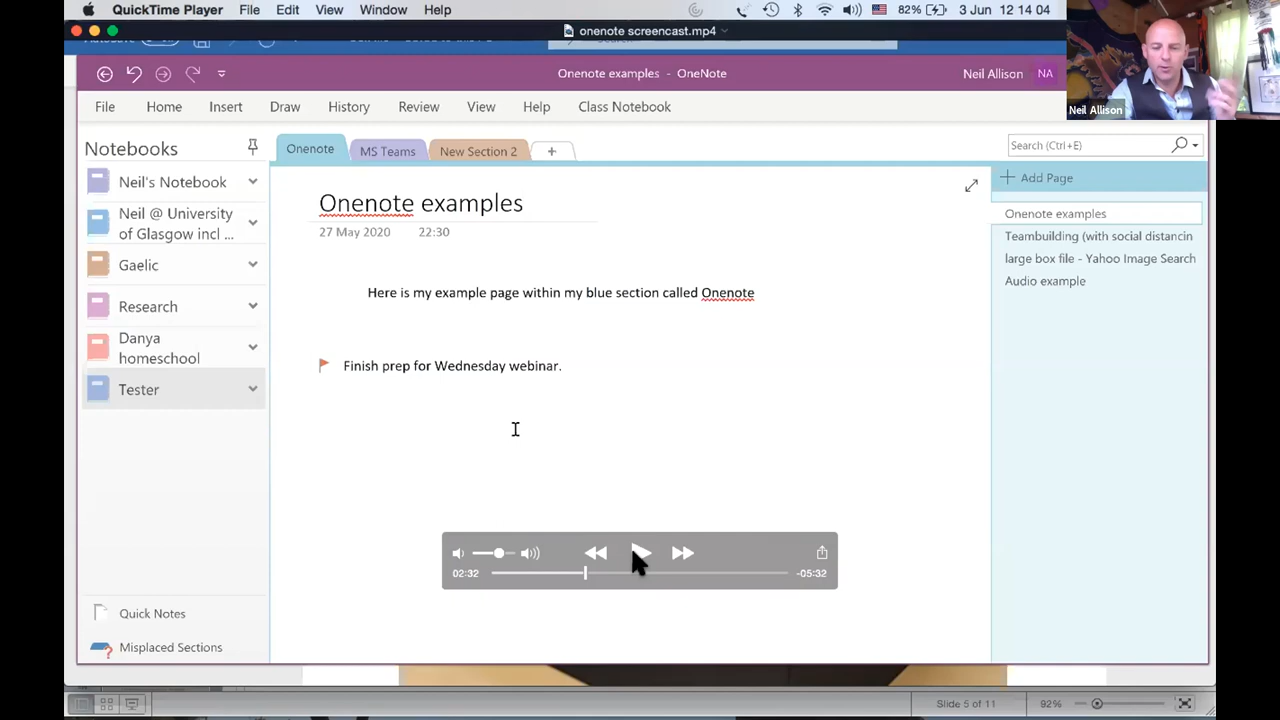 QuickTime Player File Edit View Window Help 82% 3 Jun 12 14 04
onenote screencast.mp4
Onenote examples - OneNote Neil Allison NA
Neil Allison
File Home Insert Draw History Review View Help Class Notebook
Notebooks
Onenote MS Teams New Section 2 +
Search (Ctrl+E)
Neil's Notebook
Neil @ University
of Glasgow incl ...
Gaelic
Research
Danya
homeschool
Tester
Quick Notes
Misplaced Sections
Onenote examples
27 May 2020 22:30
Here is my example page within my blue section called Onenote
Finish prep for Wednesday webinar.
02:32 -05:32
Add Page
Onenote examples
Teambuilding (with social distancin
large box file - Yahoo Image Search
Audio example
Slide 5 of 11 92%